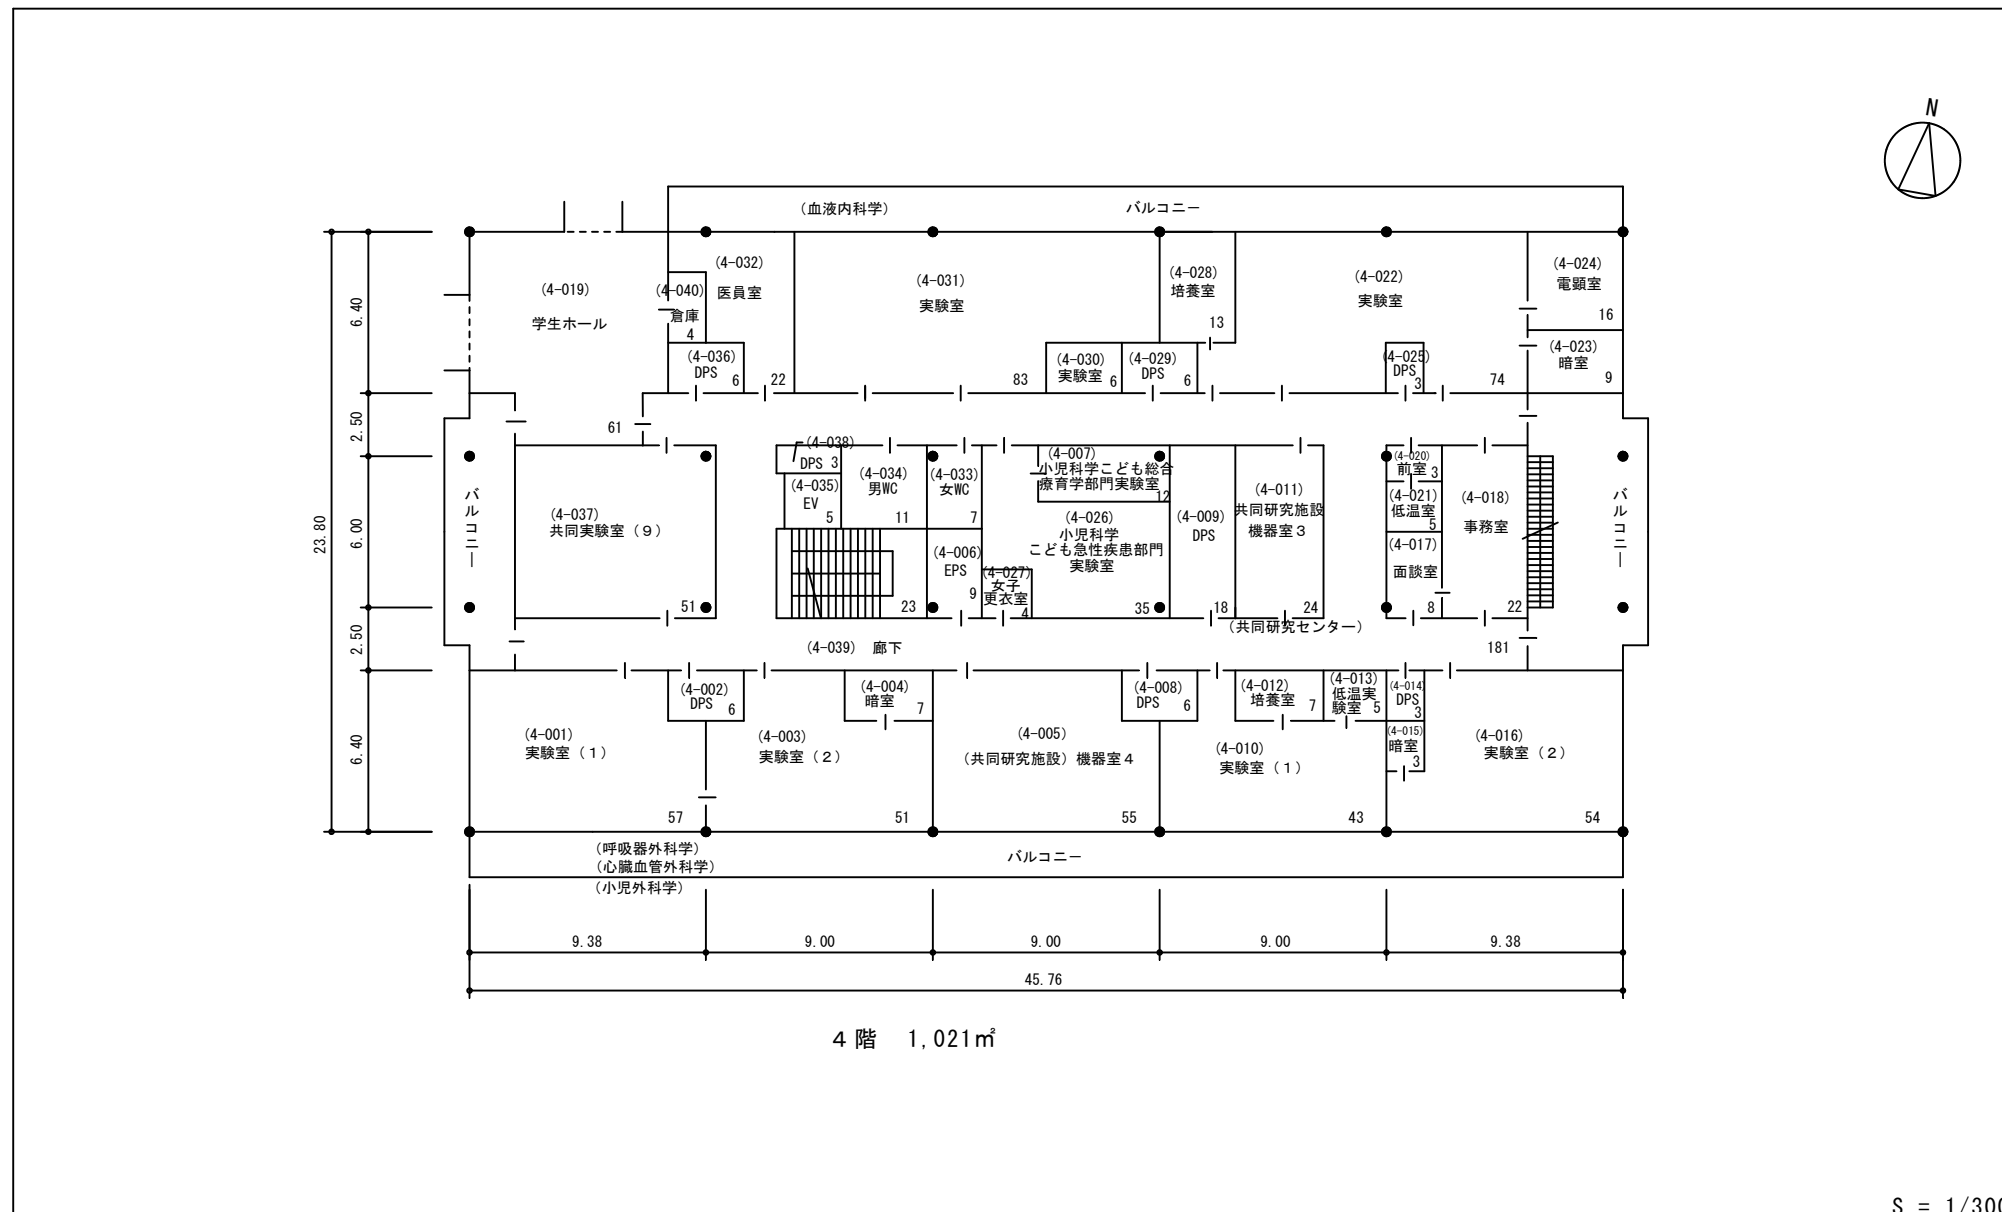 N
(血液内科学)
バルコニー
(4-019)
学生ホール
61
(4-040)
倉庫
4
(4-032)
医員室
22
(4-036)
DPS
6
(4-031)
実験室
83
(4-030)
実験室
6
(4-029)
DPS
6
(4-028)
培養室
13
(4-022)
実験室
74
(4-025)
DPS
3
(4-024)
電顕室
16
(4-023)
暗室
9
バルコニー
(4-037)
共同実験室（9）
51
(4-038)
DPS 3
(4-035)
EV
5
(4-034)
男WC
11
(4-033)
女WC
7
23
(4-006)
EPS
9
(4-027)
女子
更衣室
4
(4-007)
小児科学こども総合
療育学部門実験室
12
(4-026)
小児科学
こども急性疾患部門
実験室
35
(4-009)
DPS
18
(4-011)
共同研究施設
機器室3
24
(4-020)
前室
3
(4-021)
低温室
5
(4-017)
面談室
8
(4-018)
事務室
22
バルコニー
(共同研究センター)
(4-039) 廊下
181
(4-001)
実験室（1）
57
(4-002)
DPS
6
(4-003)
実験室（2）
51
(4-004)
暗室
7
(4-005)
(共同研究施設) 機器室4
55
(4-008)
DPS
6
(4-010)
実験室（1）
43
(4-012)
培養室
7
(4-013)
低温実
験室
5
(4-014)
DPS
3
(4-015)
暗室
3
(4-016)
実験室（2）
54
(呼吸器外科学)
(心臓血管外科学)
(小児外科学)
バルコニー
23.80
6.40
2.50
6.00
2.50
6.40
9.38
9.00
9.00
9.00
9.38
45.76
4階 1,021㎡
S = 1/300